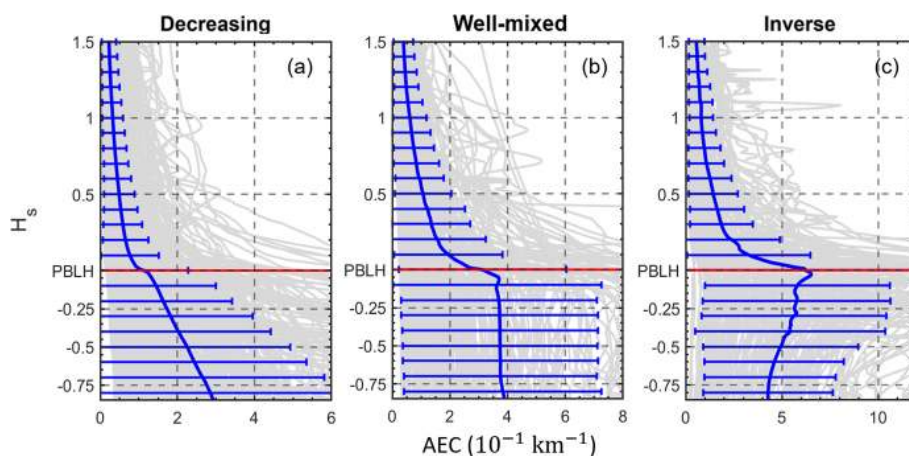 Decreasing
Well-mixed
Inverse
(a)
(b)
(c)
1.5
1
0.5
PBLH
-0.25
-0.5
-0.75
1.5
1
0.5
PBLH
-0.25
-0.5
-0.75
1.5
1
0.5
PBLH
-0.25
-0.5
-0.75
H_s
0 2 4 6
0 2 4 6 8
0 5 10
AEC (10⁻¹ km⁻¹)